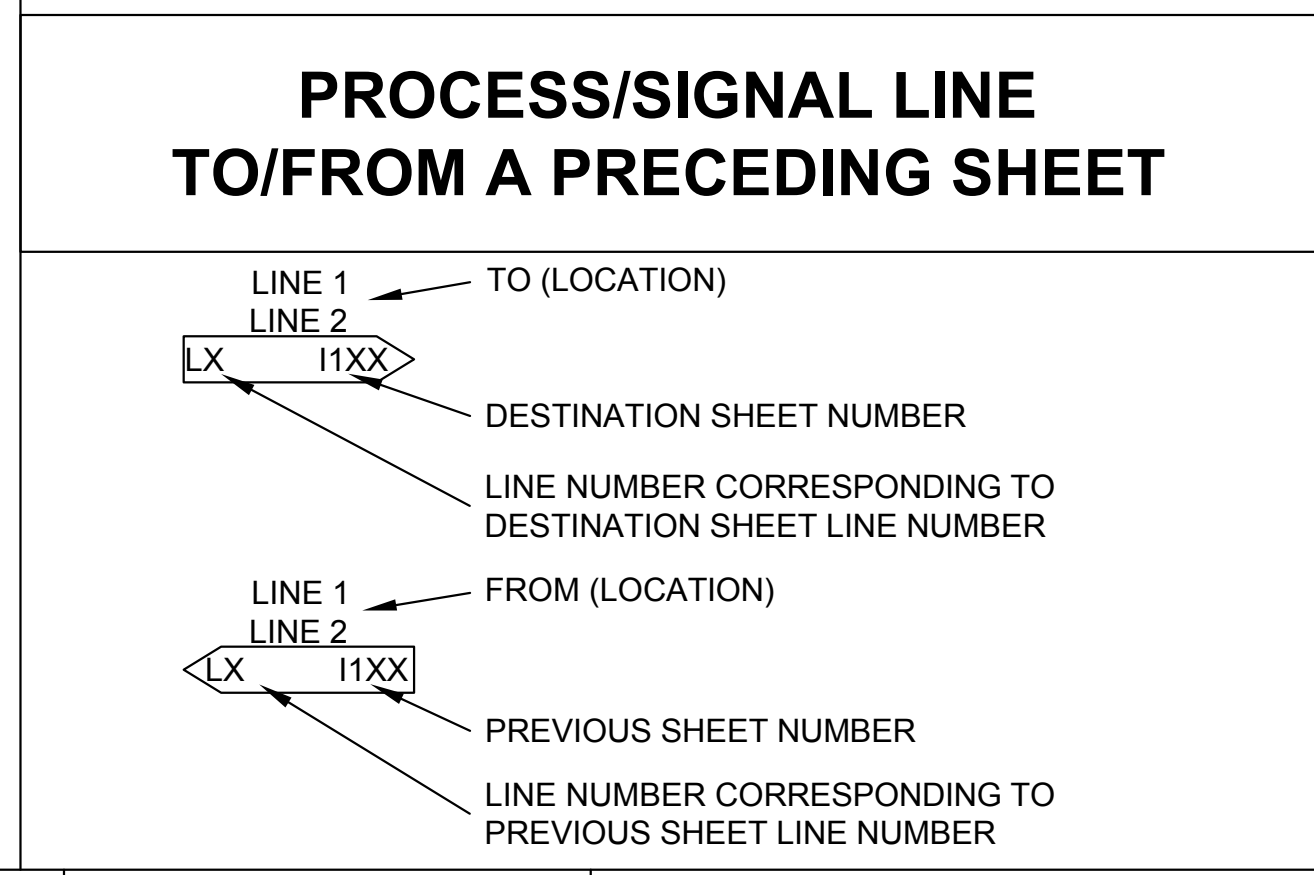 PROCESS/SIGNAL LINE
TO/FROM A PRECEDING SHEET
LINE 1
TO (LOCATION)
LINE 2
LX I1XX
DESTINATION SHEET NUMBER
LINE NUMBER CORRESPONDING TO
DESTINATION SHEET LINE NUMBER
LINE 1
FROM (LOCATION)
LINE 2
LX I1XX
PREVIOUS SHEET NUMBER
LINE NUMBER CORRESPONDING TO
PREVIOUS SHEET LINE NUMBER